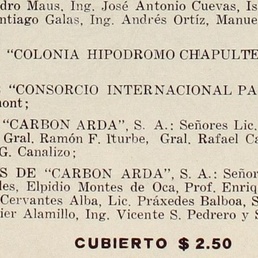 dro Maus, Ing. José Antonio Cuevas, Is
ntiago Galas, Ing. Andrés Ortíz, Manue
"COLONIA HIPODROMO CHAPULTE
"CONSORCIO INTERNACIONAL PA
mont;
"CARBON ARDA", S. A.: Señores Lic.
Gral. Ramón F. Iturbe, Gral. Rafael Ca
G. Canalizo;
S DE "CARBON ARDA", S. A.: Seño
les, Elpidio Montes de Oca, Prof. Enriq
Cervantes Alba, Lic. Práxedes Balboa, S
ier Alamillo, Ing. Vicente S. Pedrero y S
CUBIERTO $ 2.50